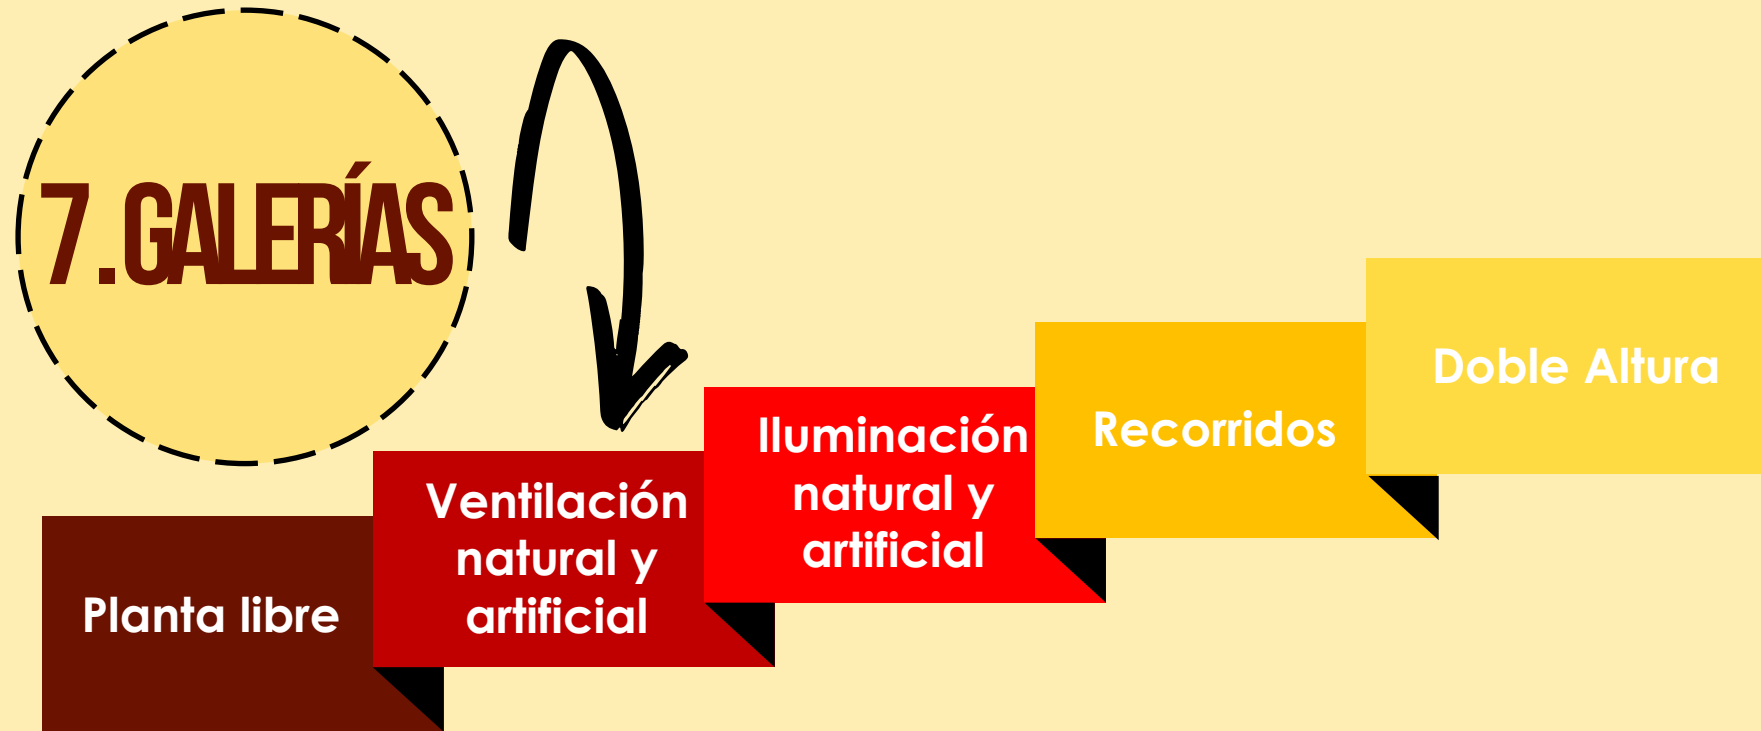 7. GALERÍAS
Planta libre
Ventilación
natural y
artificial
Iluminación
natural y
artificial
Recorridos
Doble Altura